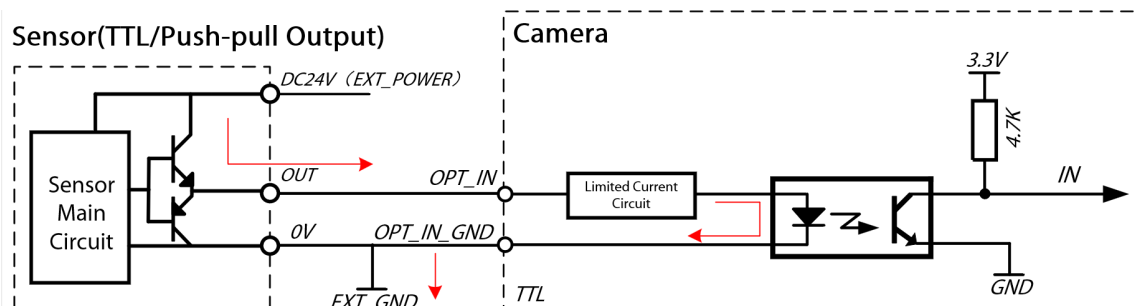 Sensor(TTL/Push-pull Output)
Camera
DC24V（EXT_POWER）
3.3V
4.7K
Sensor
Main
Circuit
OUT
OPT_IN
Limited Current
Circuit
IN
0V
OPT_IN_GND
EXT_GND
TTL
GND